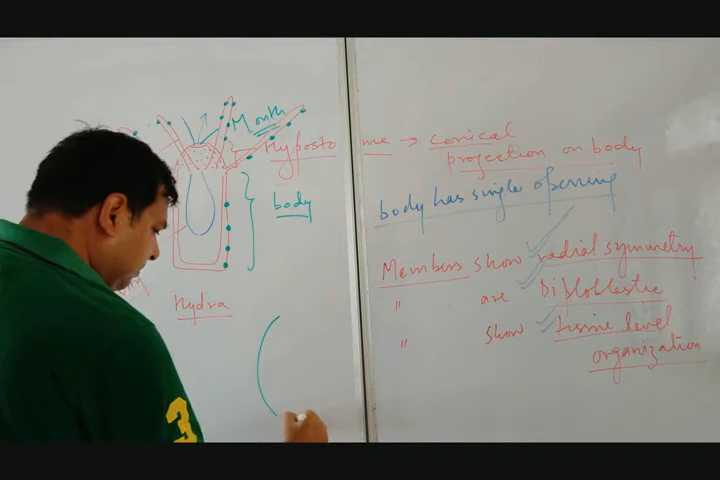 Mouth
Hypostome → conical
projection on body
body has single opening
body
Members show radial symmetry
" are Diploblastic
" show tissue level
organization
Hydra
3